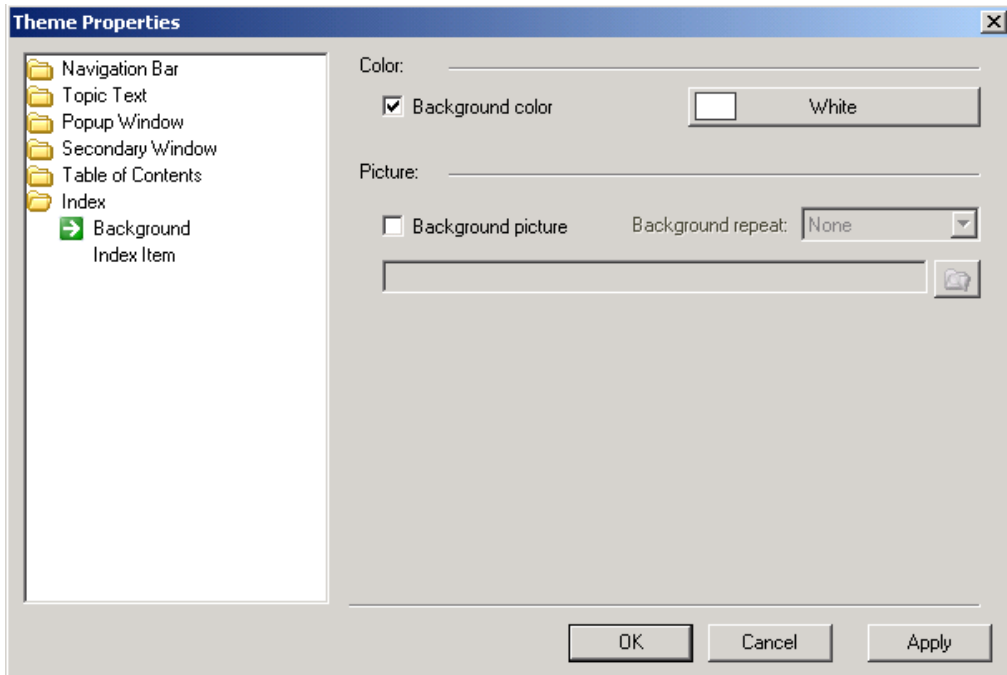 Theme Properties
Navigation Bar
Topic Text
Popup Window
Secondary Window
Table of Contents
Index
Background
Index Item
Color:
Background color
White
Picture:
Background picture
Background repeat:
None
OK
Cancel
Apply